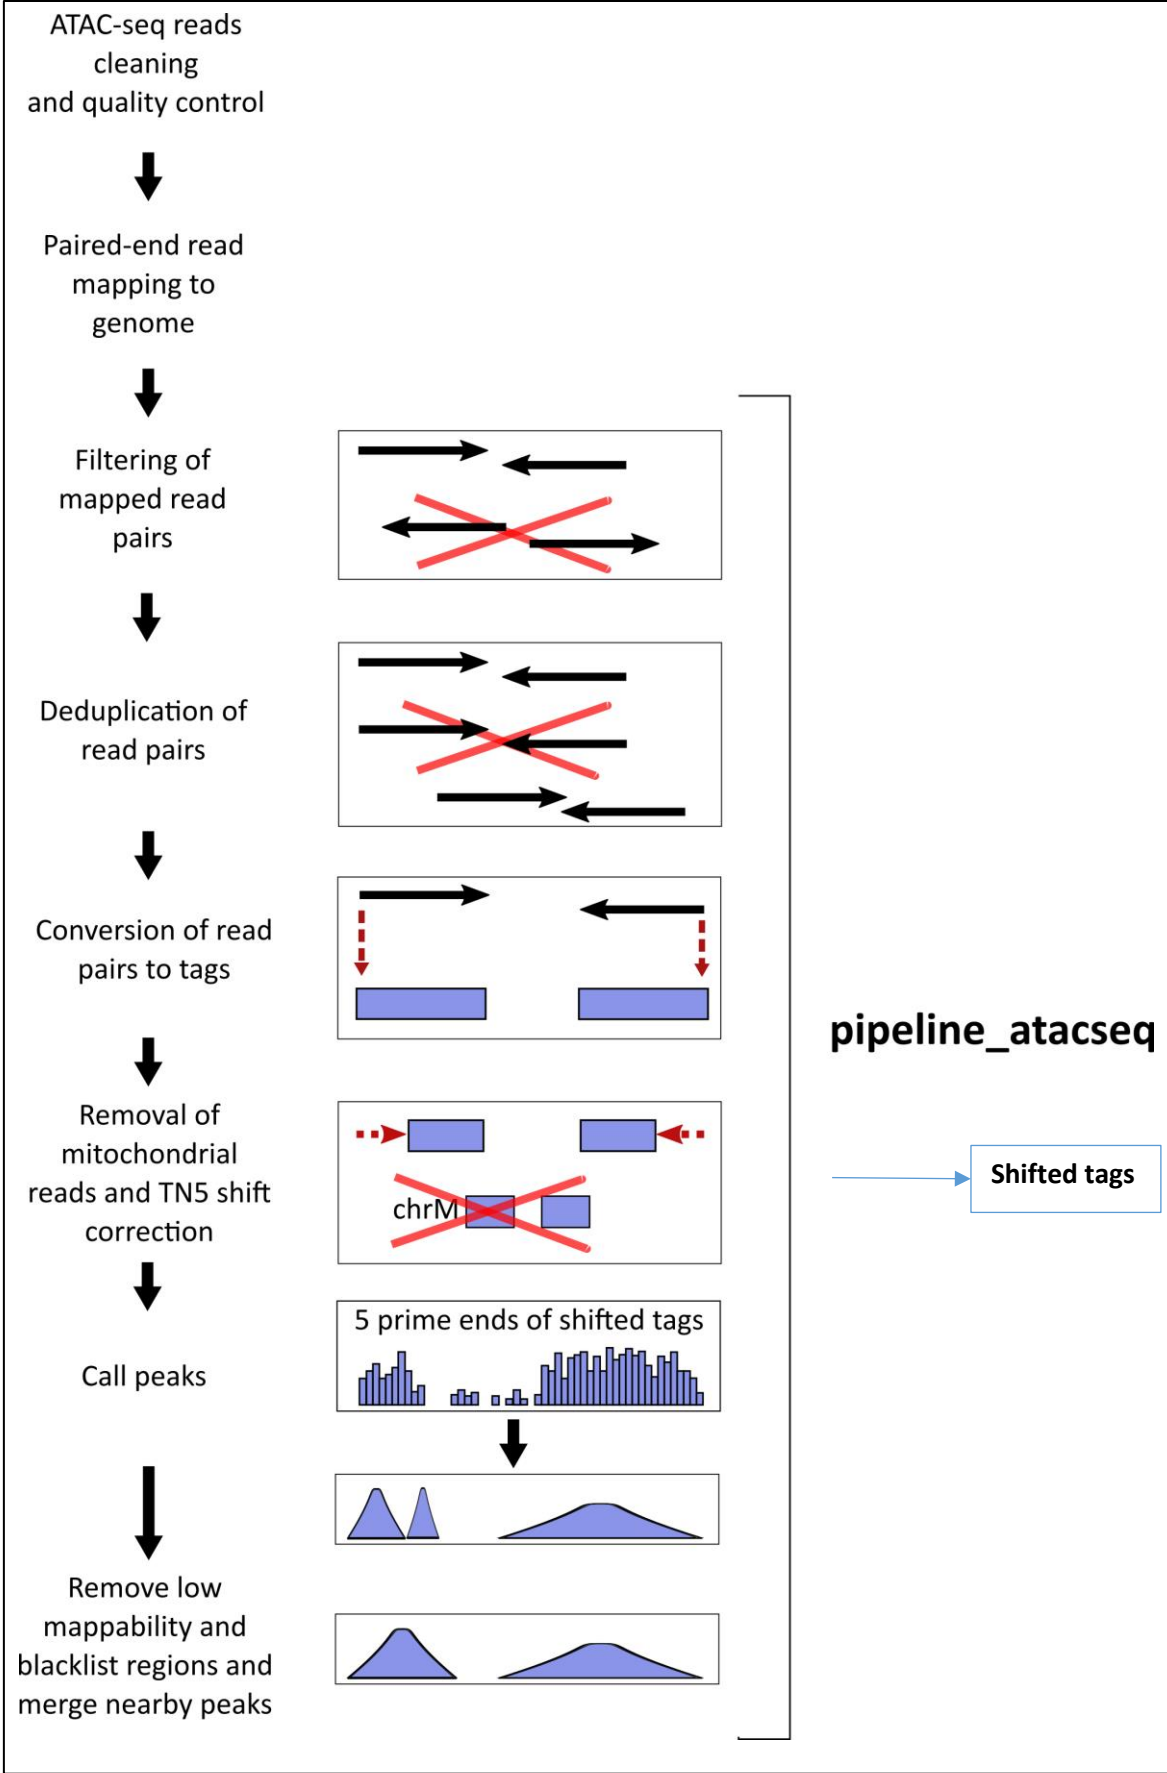 ATAC-seq reads
cleaning
and quality control
Paired-end read
mapping to
genome
Filtering of
mapped read
pairs
Deduplication of
read pairs
Conversion of read
pairs to tags
Removal of
mitochondrial
reads and TN5 shift
correction
chrM
Call peaks
5 prime ends of shifted tags
Remove low
mappability and
blacklist regions and
merge nearby peaks
pipeline_atacseq
Shifted tags